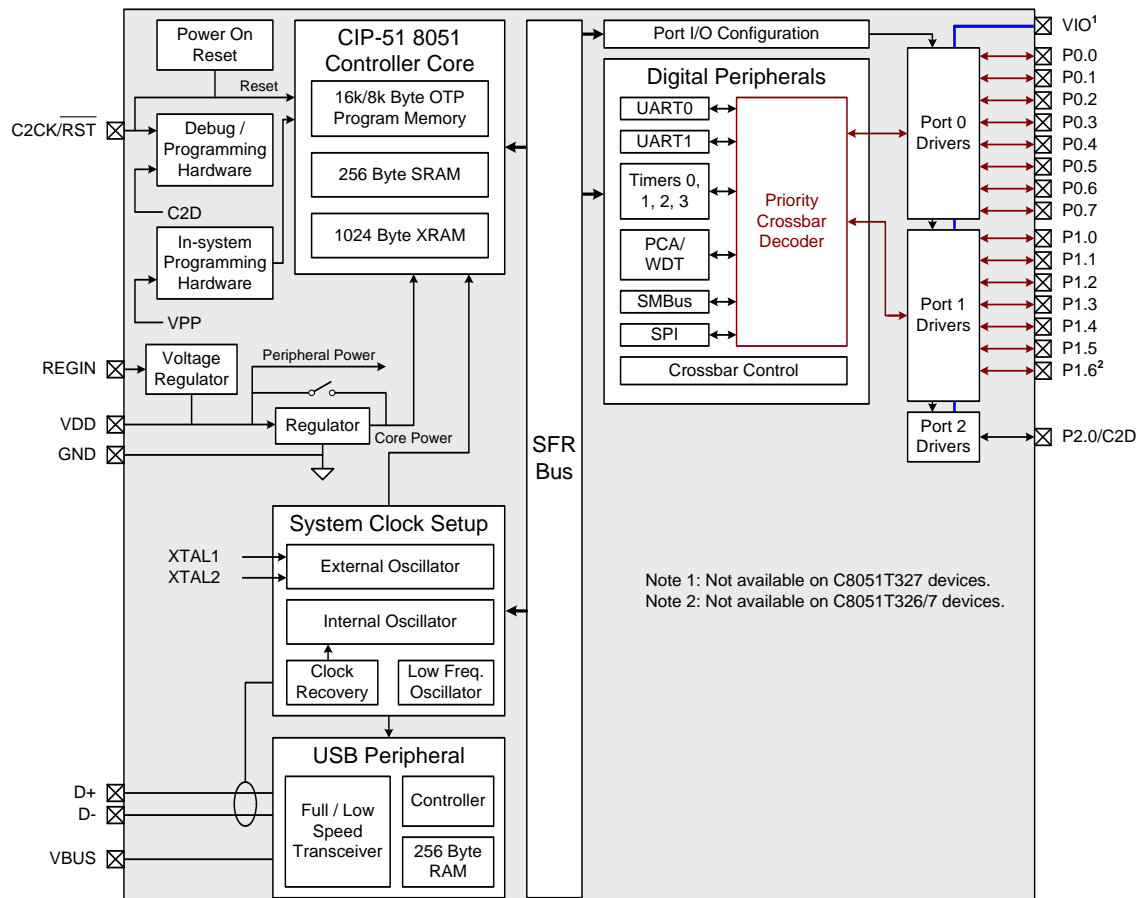 Power On
Reset
Reset
C2CK/RST
Debug /
Programming
Hardware
C2D
In-system
Programming
Hardware
VPP
CIP-51 8051
Controller Core
16k/8k Byte OTP
Program Memory
256 Byte SRAM
1024 Byte XRAM
REGIN
Voltage
Regulator
Peripheral Power
VDD
Regulator
Core Power
GND
System Clock Setup
XTAL1
XTAL2
External Oscillator
Internal Oscillator
Clock
Recovery
Low Freq.
Oscillator
USB Peripheral
D+
D-
VBUS
Full / Low
Speed
Transceiver
Controller
256 Byte
RAM
SFR
Bus
Port I/O Configuration
Digital Peripherals
UART0
UART1
Timers 0,
1, 2, 3
PCA/
WDT
SMBus
SPI
Priority
Crossbar
Decoder
Crossbar Control
Port 0
Drivers
Port 1
Drivers
Port 2
Drivers
VIO¹
P0.0
P0.1
P0.2
P0.3
P0.4
P0.5
P0.6
P0.7
P1.0
P1.1
P1.2
P1.3
P1.4
P1.5
P1.6²
P2.0/C2D
Note 1: Not available on C8051T327 devices.
Note 2: Not available on C8051T326/7 devices.